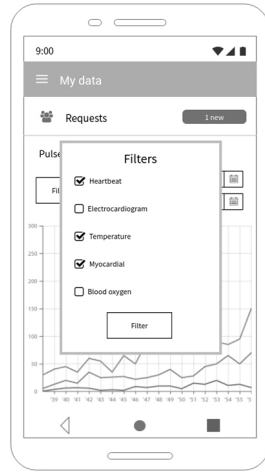 9:00
My data
Requests
1 new
Pulse
Fil
Filters
Heartbeat
Electrocardiogram
Temperature
Myocardial
Blood oxygen
Filter
300
250
200
150
100
50
0
'39 '40 '41 '42 '43 '44 '45 '46 '47 '48 '49 '50 '51 '52 '53 '54 '55 '5